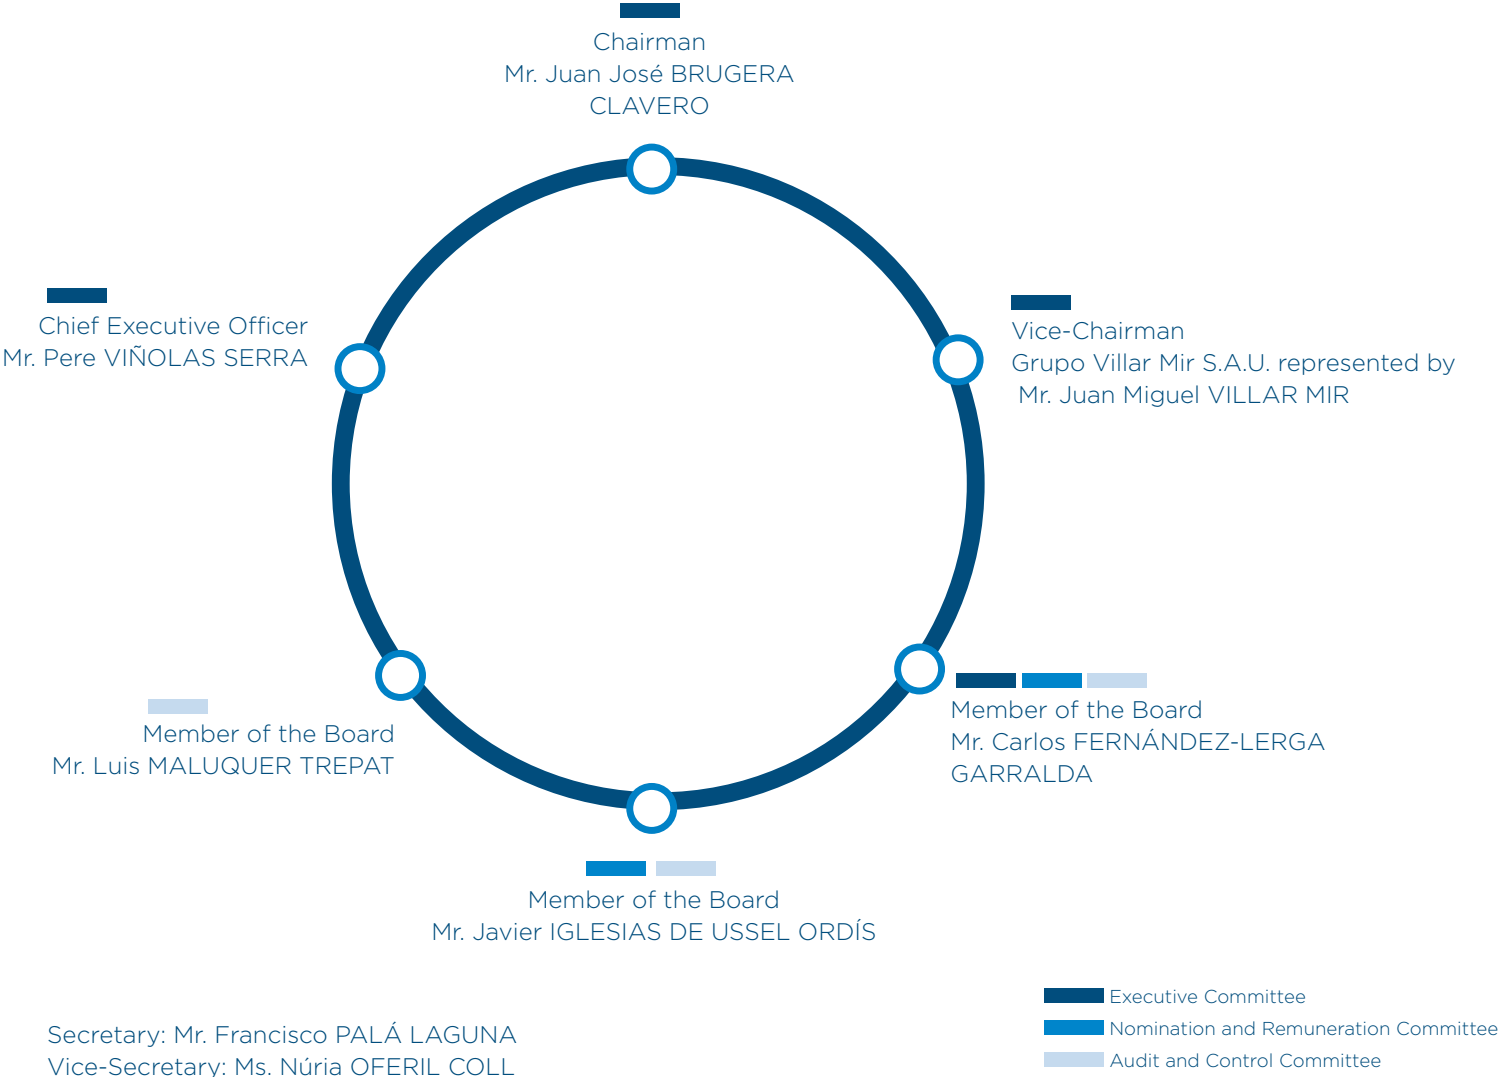 Chairman
Mr. Juan José BRUGERA
CLAVERO
Chief Executive Officer
Mr. Pere VIÑOLAS SERRA
Vice-Chairman
Grupo Villar Mir S.A.U. represented by
Mr. Juan Miguel VILLAR MIR
Member of the Board
Mr. Luis MALUQUER TREPAT
Member of the Board
Mr. Carlos FERNÁNDEZ-LERGA
GARRALDA
Member of the Board
Mr. Javier IGLESIAS DE USSEL ORDÍS
Secretary: Mr. Francisco PALÁ LAGUNA
Vice-Secretary: Ms. Núria OFERIL COLL
Executive Committee
Nomination and Remuneration Committee
Audit and Control Committee